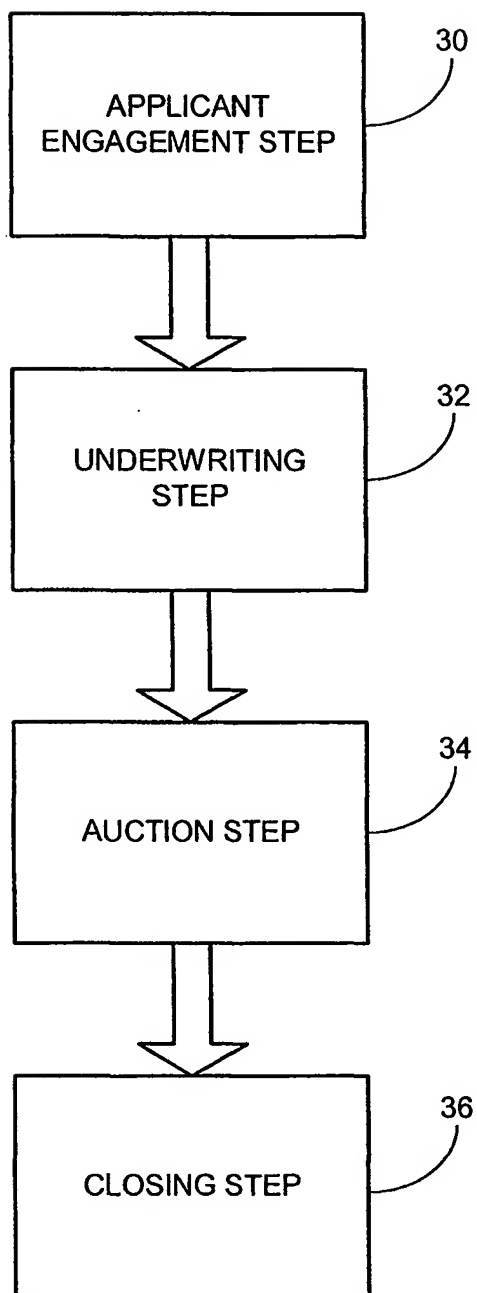 30
APPLICANT
ENGAGEMENT STEP
32
UNDERWRITING
STEP
34
AUCTION STEP
36
CLOSING STEP